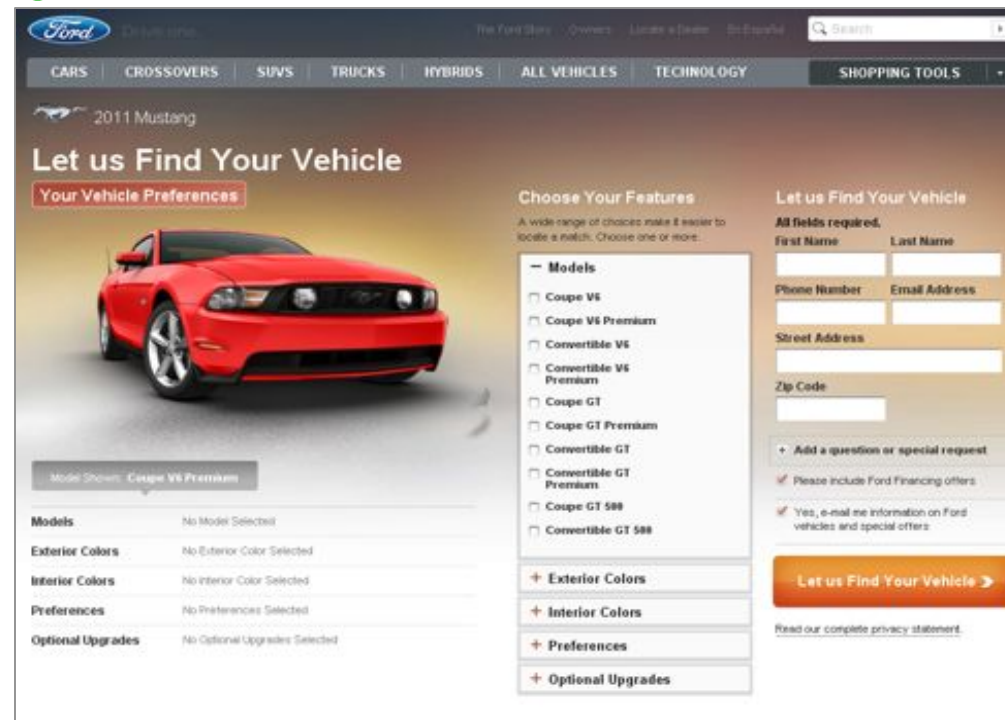 Ford Drive one.
The Ford Story Owners Locate a Dealer En Español Search
CARS CROSSOVERS SUVS TRUCKS HYBRIDS ALL VEHICLES TECHNOLOGY SHOPPING TOOLS
2011 Mustang
Let us Find Your Vehicle
Your Vehicle Preferences
Model Shown: Coupe V6 Premium
Models No Model Selected
Exterior Colors No Exterior Color Selected
Interior Colors No Interior Color Selected
Preferences No Preferences Selected
Optional Upgrades No Optional Upgrades Selected
Choose Your Features
A wide range of choices make it easier to
locate a match. Choose one or more.
− Models
Coupe V6
Coupe V6 Premium
Convertible V6
Convertible V6
Premium
Coupe GT
Coupe GT Premium
Convertible GT
Convertible GT
Premium
Coupe GT 500
Convertible GT 500
+ Exterior Colors
+ Interior Colors
+ Preferences
+ Optional Upgrades
Let us Find Your Vehicle
All fields required.
First Name Last Name
Phone Number Email Address
Street Address
Zip Code
+ Add a question or special request
Please include Ford Financing offers
Yes, e-mail me information on Ford
vehicles and special offers
Let us Find Your Vehicle
Read our complete privacy statement.